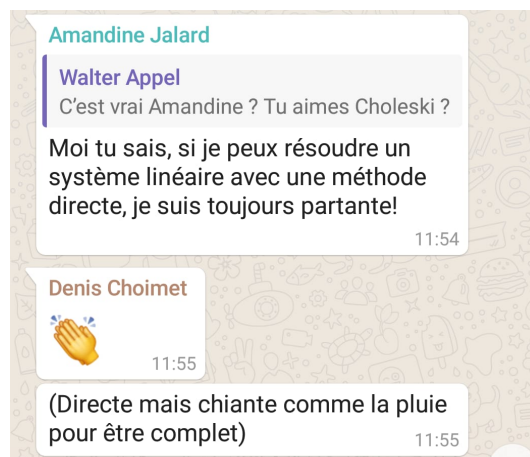 Amandine Jalard
Walter Appel
C'est vrai Amandine ? Tu aimes Choleski ?
Moi tu sais, si je peux résoudre un
système linéaire avec une méthode
directe, je suis toujours partante!
11:54
Denis Choimet
👏
11:55
(Directe mais chiante comme la pluie
pour être complet)
11:55